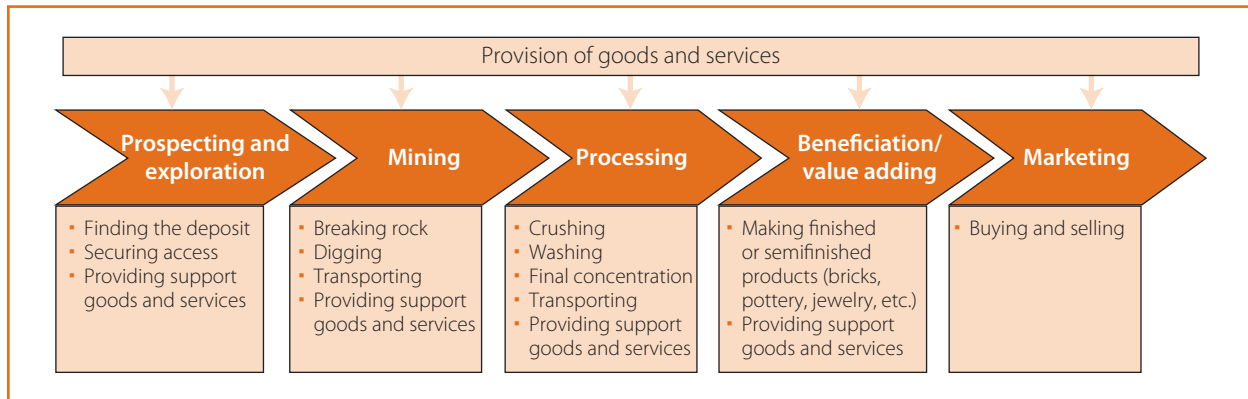 Provision of goods and services
Prospecting and
exploration
Mining
Processing
Beneficiation/
value adding
Marketing
▪ Finding the deposit
▪ Securing access
▪ Providing support
goods and services
▪ Breaking rock
▪ Digging
▪ Transporting
▪ Providing support
goods and services
▪ Crushing
▪ Washing
▪ Final concentration
▪ Transporting
▪ Providing support
goods and services
▪ Making finished
or semifinished
products (bricks,
pottery, jewelry, etc.)
▪ Providing support
goods and services
▪ Buying and selling